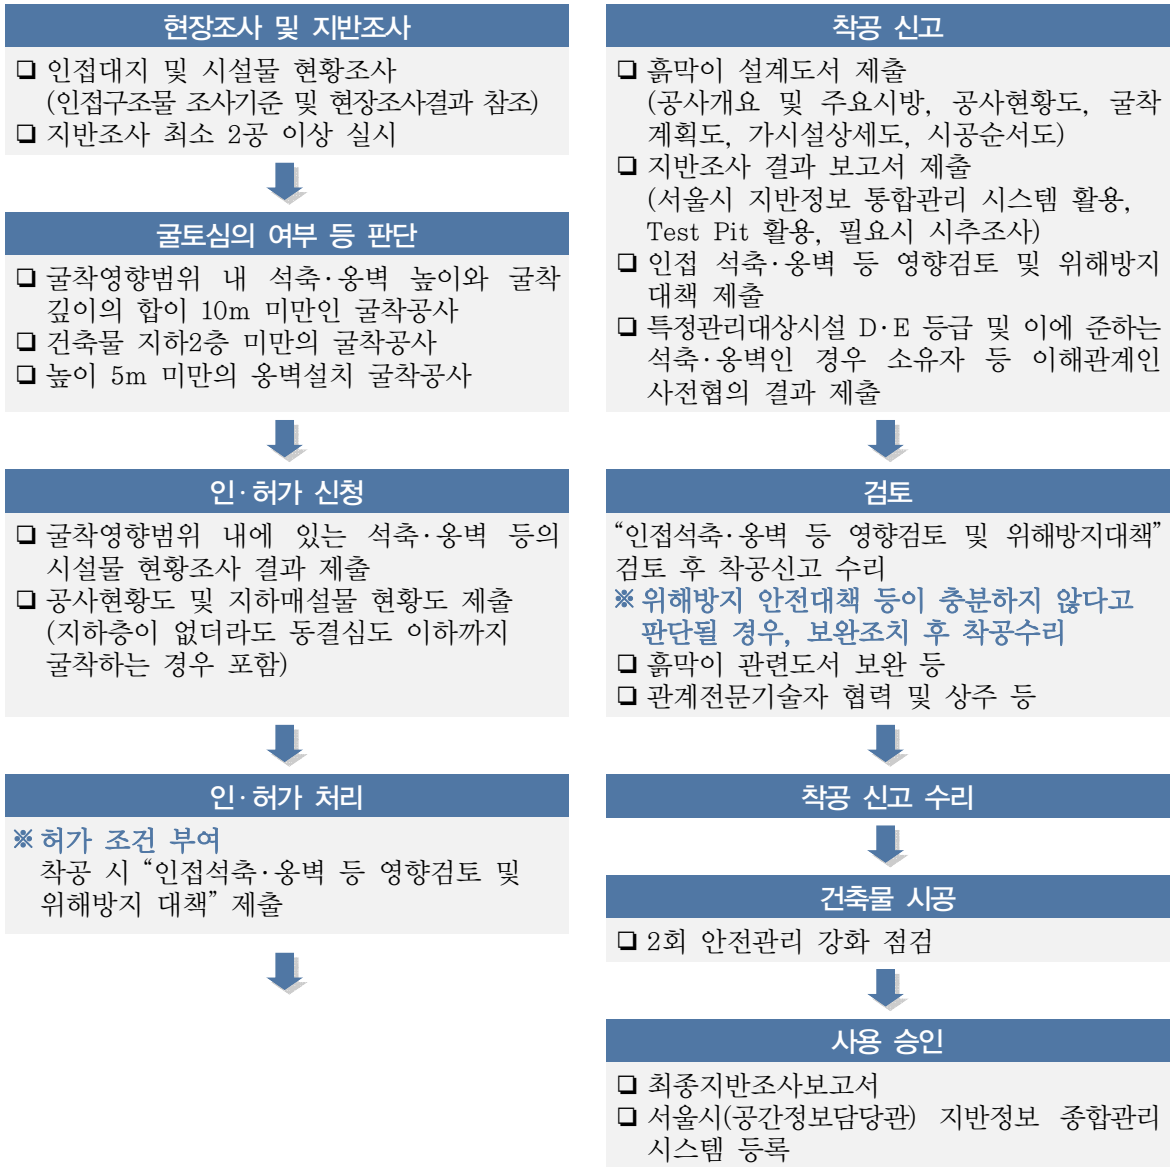 현장조사 및 지반조사
❏ 인접대지 및 시설물 현황조사
(인접구조물 조사기준 및 현장조사결과 참조)
❏ 지반조사 최소 2공 이상 실시
굴토심의 여부 등 판단
❏ 굴착영향범위 내 석축·옹벽 높이와 굴착
깊이의 합이 10m 미만인 굴착공사
❏ 건축물 지하2층 미만의 굴착공사
❏ 높이 5m 미만의 옹벽설치 굴착공사
인·허가 신청
❏ 굴착영향범위 내에 있는 석축·옹벽 등의
시설물 현황조사 결과 제출
❏ 공사현황도 및 지하매설물 현황도 제출
(지하층이 없더라도 동결심도 이하까지
굴착하는 경우 포함)
인·허가 처리
※ 허가 조건 부여
착공 시 “인접석축·옹벽 등 영향검토 및
위해방지 대책” 제출
착공 신고
❏ 흙막이 설계도서 제출
(공사개요 및 주요시방, 공사현황도, 굴착
계획도, 가시설상세도, 시공순서도)
❏ 지반조사 결과 보고서 제출
(서울시 지반정보 통합관리 시스템 활용,
Test Pit 활용, 필요시 시추조사)
❏ 인접 석축·옹벽 등 영향검토 및 위해방지
대책 제출
❏ 특정관리대상시설 D·E 등급 및 이에 준하는
석축·옹벽인 경우 소유자 등 이해관계인
사전협의 결과 제출
검토
“인접석축·옹벽 등 영향검토 및 위해방지대책”
검토 후 착공신고 수리
※ 위해방지 안전대책 등이 충분하지 않다고
판단될 경우, 보완조치 후 착공수리
❏ 흙막이 관련도서 보완 등
❏ 관계전문기술자 협력 및 상주 등
착공 신고 수리
건축물 시공
❏ 2회 안전관리 강화 점검
사용 승인
❏ 최종지반조사보고서
❏ 서울시(공간정보담당관) 지반정보 종합관리
시스템 등록